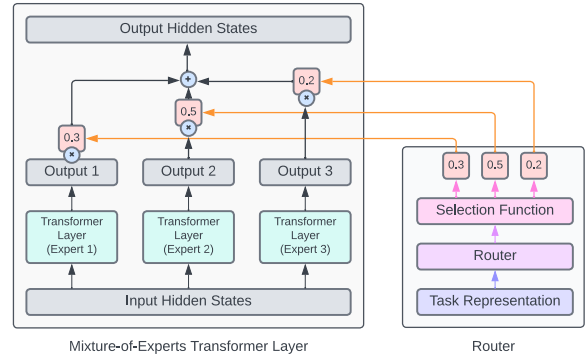 Output Hidden States
0.2
0.5
0.3
Output 1
Output 2
Output 3
Transformer
Layer
(Expert 1)
Transformer
Layer
(Expert 2)
Transformer
Layer
(Expert 3)
Input Hidden States
Mixture-of-Experts Transformer Layer
0.3
0.5
0.2
Selection Function
Router
Task Representation
Router